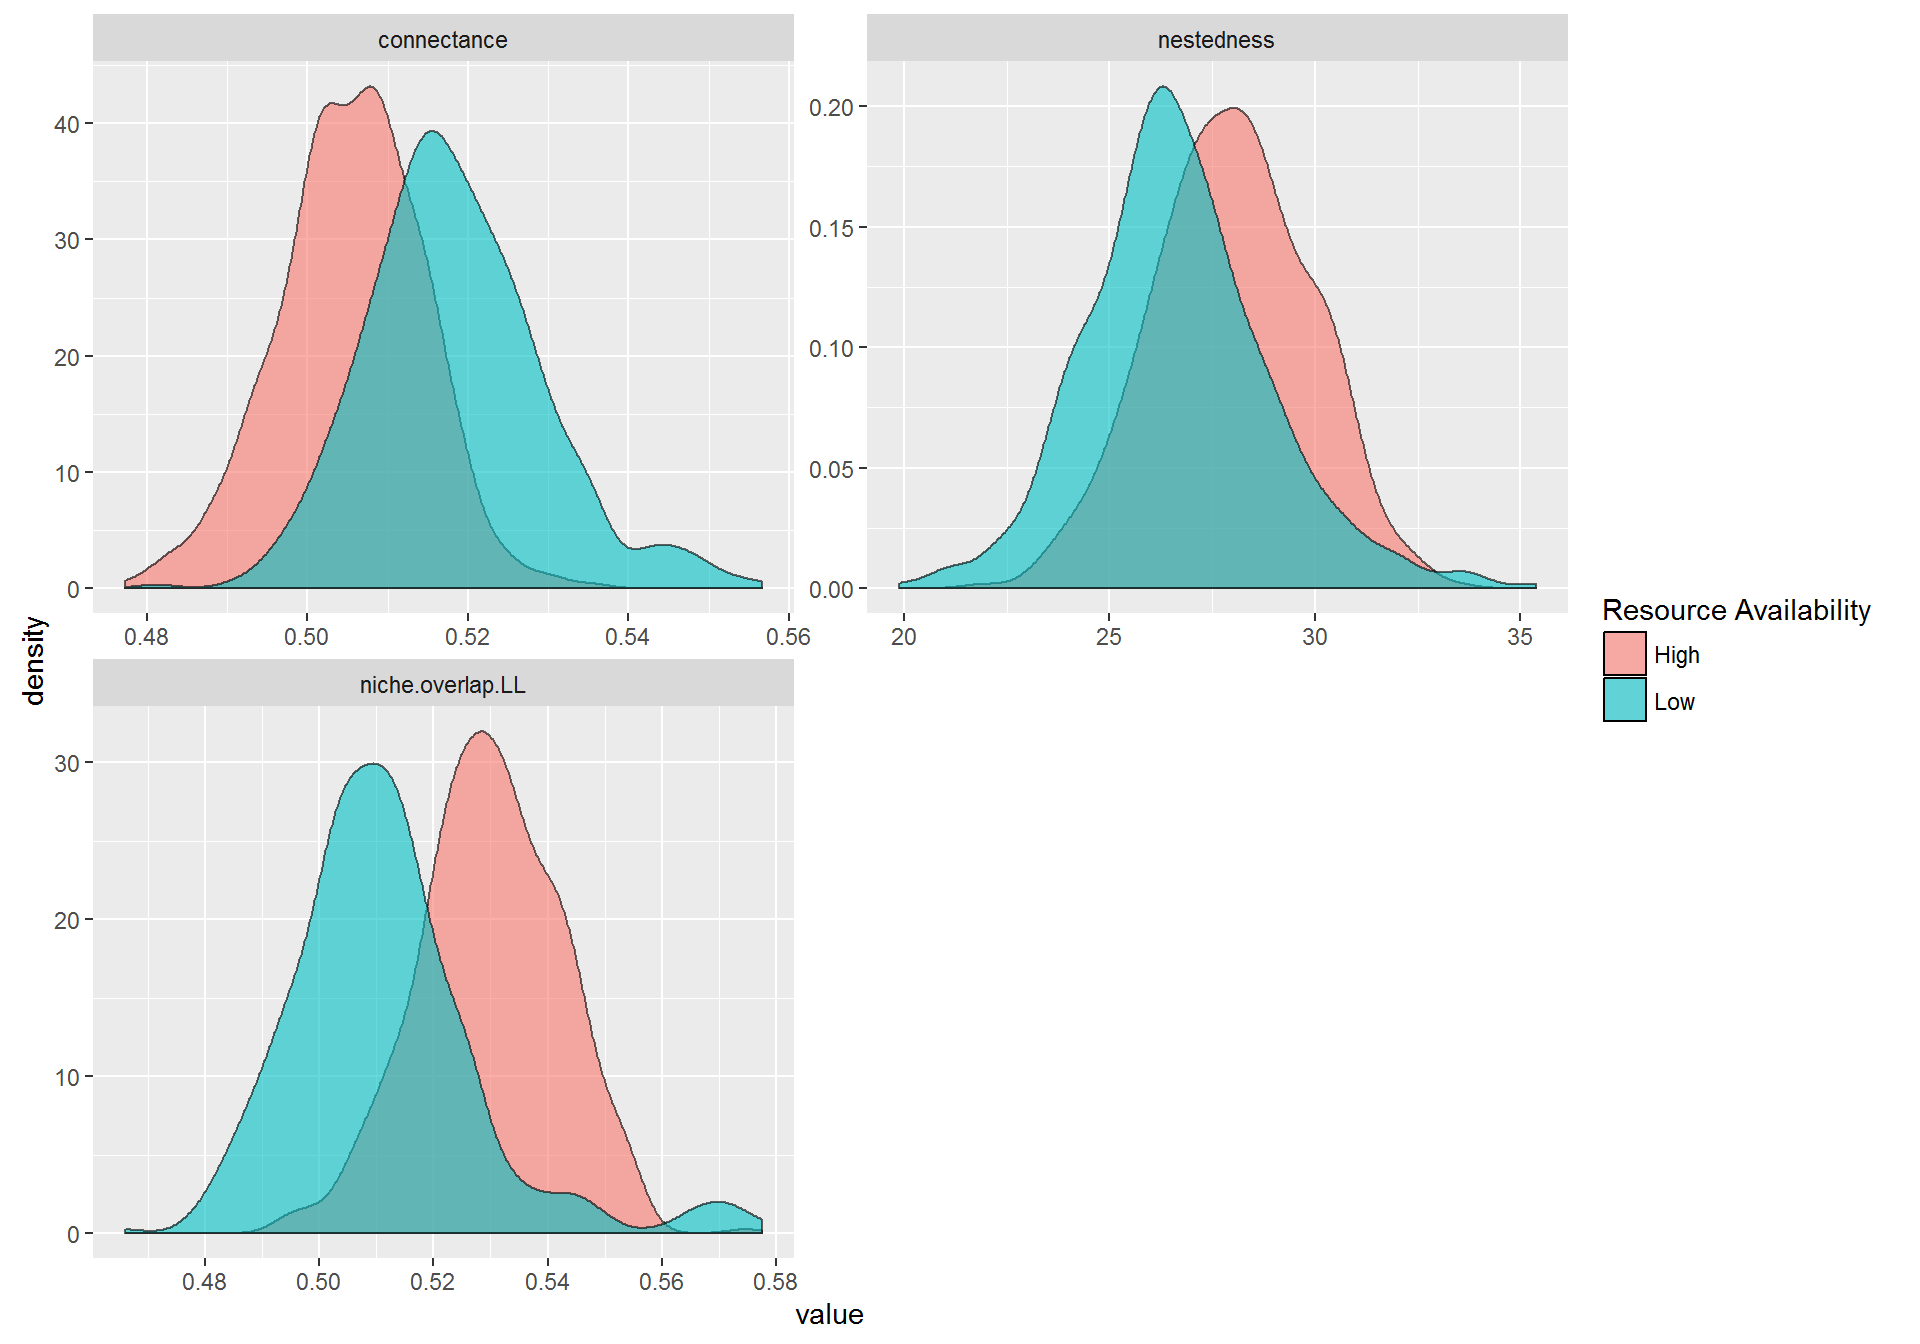 connectance
nestedness
40
30
20
10
0
0.48 0.50 0.52 0.54 0.56
0.20
0.15
0.10
0.05
0.00
20 25 30 35
niche.overlap.LL
30
20
10
0
0.48 0.50 0.52 0.54 0.56 0.58
density
value
Resource Availability
High
Low